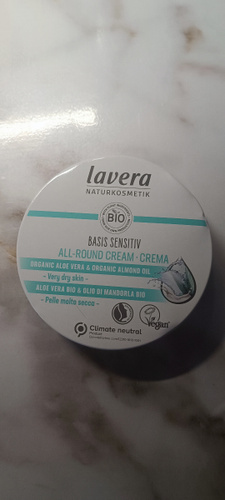 lavera
NATURKOSMETIK
BIO
BASIS SENSITIV
ALL-ROUND CREAM · CREMA
ORGANIC ALOE VERA & ORGANIC ALMOND OIL
- Very dry skin -
ALOE VERA BIO & OLIO DI MANDORLA BIO
- Pelle molto secca -
vegan
Climate neutral